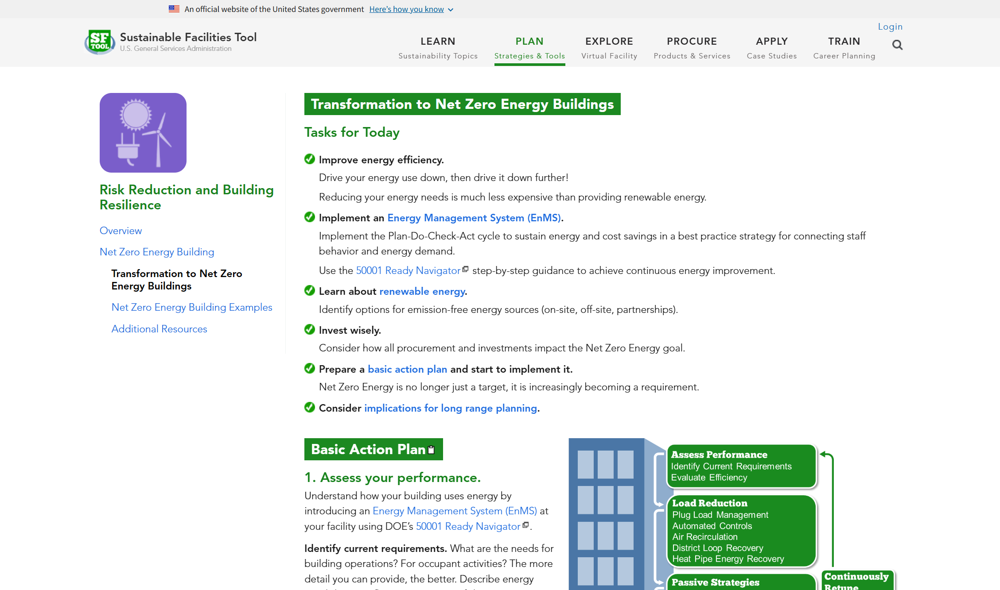 An official website of the United States government Here's how you know
Login
SF TOOL
Sustainable Facilities Tool
U.S. General Services Administration
LEARN
Sustainability Topics
PLAN
Strategies & Tools
EXPLORE
Virtual Facility
PROCURE
Products & Services
APPLY
Case Studies
TRAIN
Career Planning
Risk Reduction and Building
Resilience
Overview
Net Zero Energy Building
Transformation to Net Zero
Energy Buildings
Net Zero Energy Building Examples
Additional Resources
Transformation to Net Zero Energy Buildings
Tasks for Today
Improve energy efficiency.
Drive your energy use down, then drive it down further!
Reducing your energy needs is much less expensive than providing renewable energy.
Implement an Energy Management System (EnMS).
Implement the Plan-Do-Check-Act cycle to sustain energy and cost savings in a best practice strategy for connecting staff
behavior and energy demand.
Use the 50001 Ready Navigator step-by-step guidance to achieve continuous energy improvement.
Learn about renewable energy.
Identify options for emission-free energy sources (on-site, off-site, partnerships).
Invest wisely.
Consider how all procurement and investments impact the Net Zero Energy goal.
Prepare a basic action plan and start to implement it.
Net Zero Energy is no longer just a target, it is increasingly becoming a requirement.
Consider implications for long range planning.
Basic Action Plan
1. Assess your performance.
Understand how your building uses energy by
introducing an Energy Management System (EnMS) at
your facility using DOE's 50001 Ready Navigator.
Identify current requirements. What are the needs for
building operations? For occupant activities? The more
detail you can provide, the better. Describe energy
Assess Performance
Identify Current Requirements
Evaluate Efficiency
Load Reduction
Plug Load Management
Automated Controls
Air Recirculation
District Loop Recovery
Heat Pipe Energy Recovery
Passive Strategies
Continuously
Retune